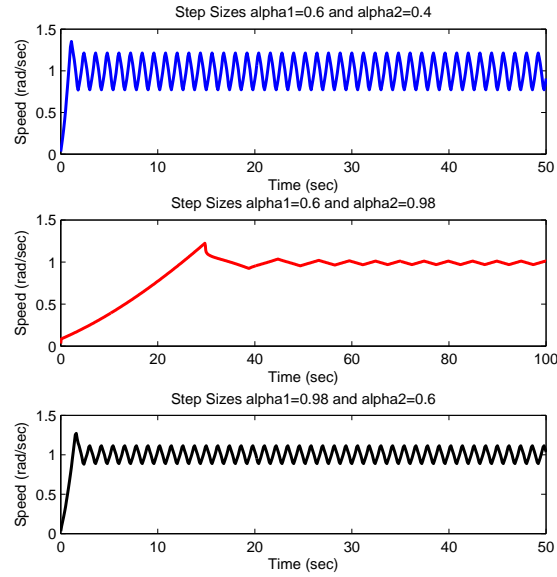 Step Sizes alpha1=0.6 and alpha2=0.4
1.5
1
0.5
0
Speed (rad/sec)
0 10 20 30 40 50
Time (sec)
Step Sizes alpha1=0.6 and alpha2=0.98
1.5
1
0.5
0
Speed (rad/sec)
0 20 40 60 80 100
Time (sec)
Step Sizes alpha1=0.98 and alpha2=0.6
1.5
1
0.5
0
Speed (rad/sec)
0 10 20 30 40 50
Time (sec)